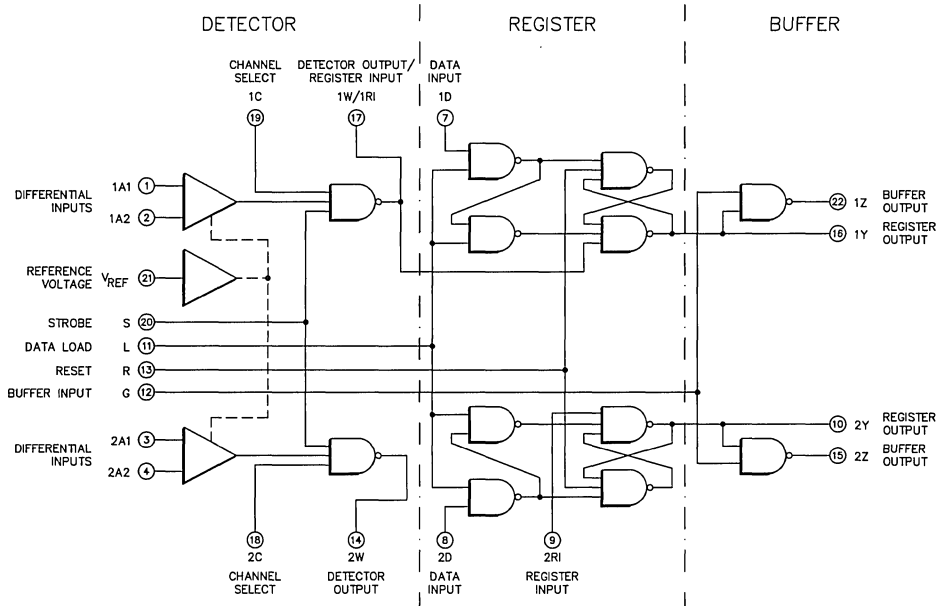 DETECTOR
REGISTER
BUFFER
CHANNEL
SELECT
1C
19
DETECTOR OUTPUT/
REGISTER INPUT
1W/1RI
17
DATA
INPUT
1D
7
DIFFERENTIAL
INPUTS
1A1 1
1A2 2
REFERENCE
VOLTAGE
VREF 21
STROBE S 20
DATA LOAD L 11
RESET R 13
BUFFER INPUT G 12
DIFFERENTIAL
INPUTS
2A1 3
2A2 4
22 1Z BUFFER
OUTPUT
16 1Y REGISTER
OUTPUT
10 2Y REGISTER
OUTPUT
15 2Z BUFFER
OUTPUT
18
2C
CHANNEL
SELECT
14
2W
DETECTOR
OUTPUT
8
2D
DATA
INPUT
9
2RI
REGISTER
INPUT